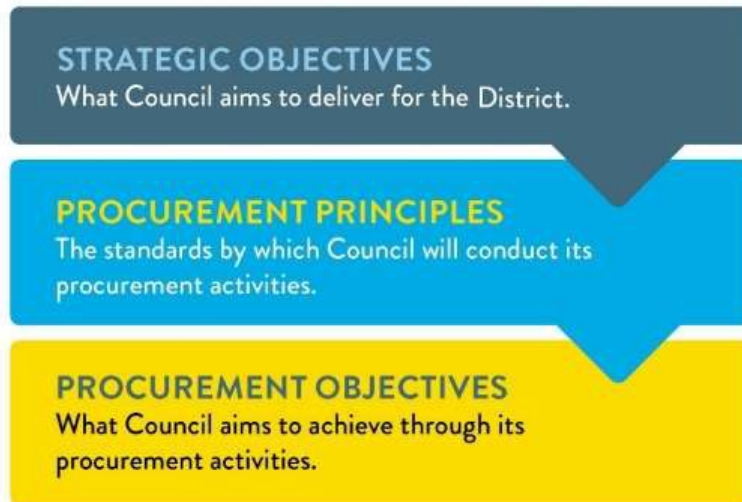 STRATEGIC OBJECTIVES
What Council aims to deliver for the District.
PROCUREMENT PRINCIPLES
The standards by which Council will conduct its
procurement activities.
PROCUREMENT OBJECTIVES
What Council aims to achieve through its
procurement activities.